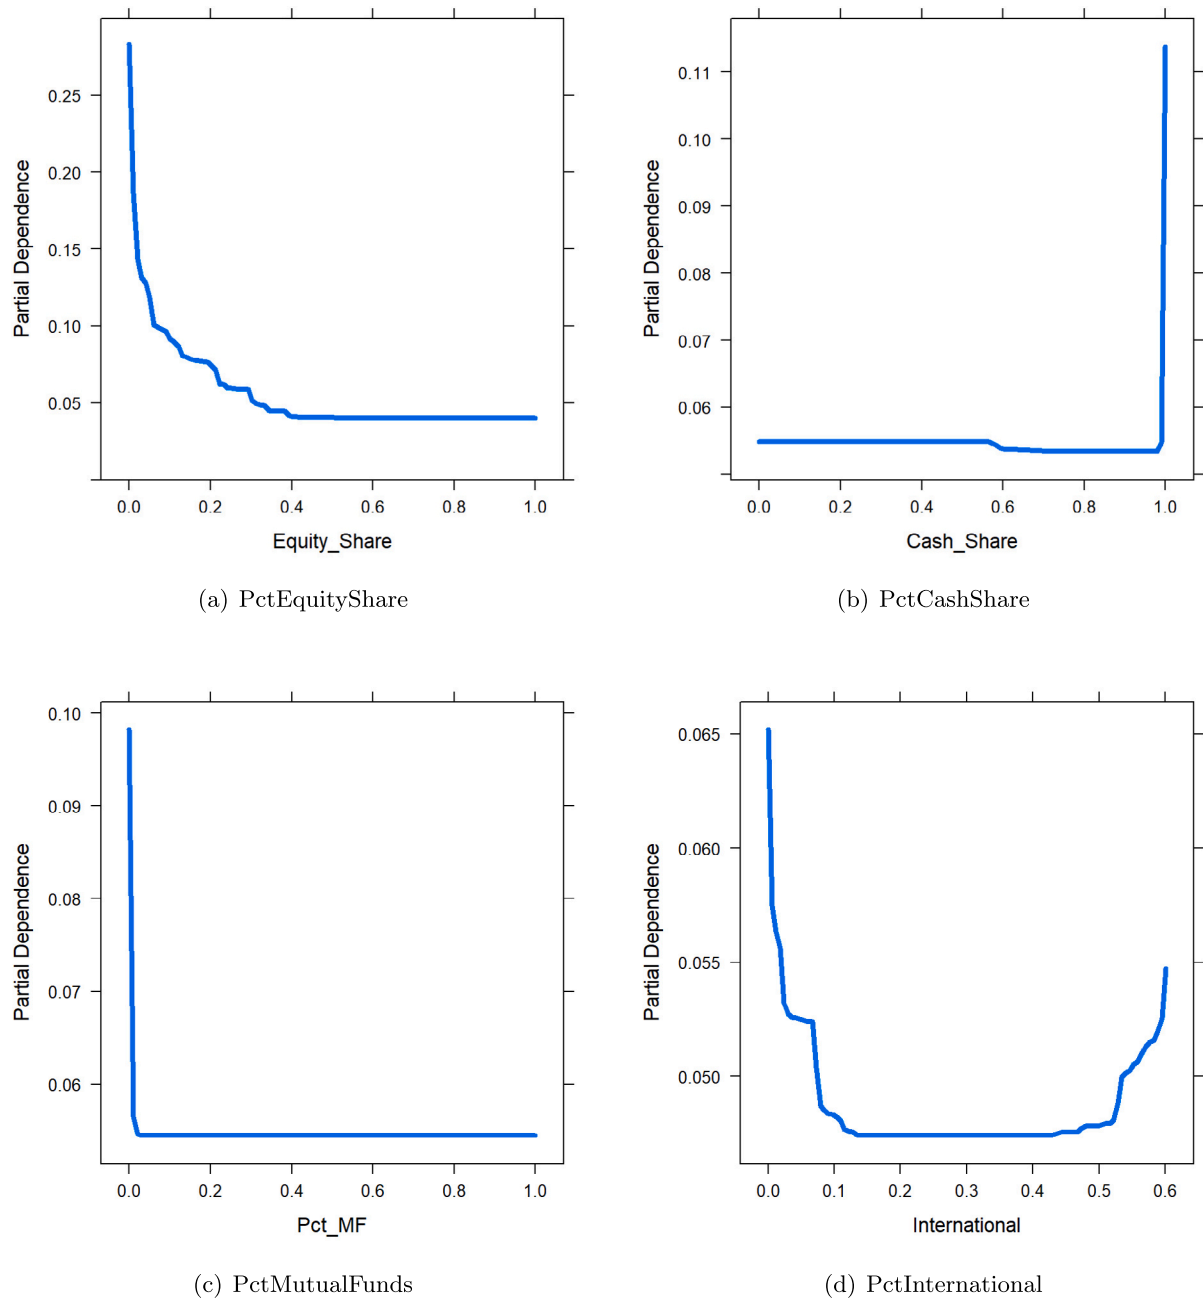 0.25
0.20
0.15
0.10
0.05
Partial Dependence
0.0 0.2 0.4 0.6 0.8 1.0
Equity_Share
(a) PctEquityShare
0.11
0.10
0.09
0.08
0.07
0.06
Partial Dependence
0.0 0.2 0.4 0.6 0.8 1.0
Cash_Share
(b) PctCashShare
0.10
0.09
0.08
0.07
0.06
Partial Dependence
0.0 0.2 0.4 0.6 0.8 1.0
Pct_MF
(c) PctMutualFunds
0.065
0.060
0.055
0.050
Partial Dependence
0.0 0.1 0.2 0.3 0.4 0.5 0.6
International
(d) PctInternational